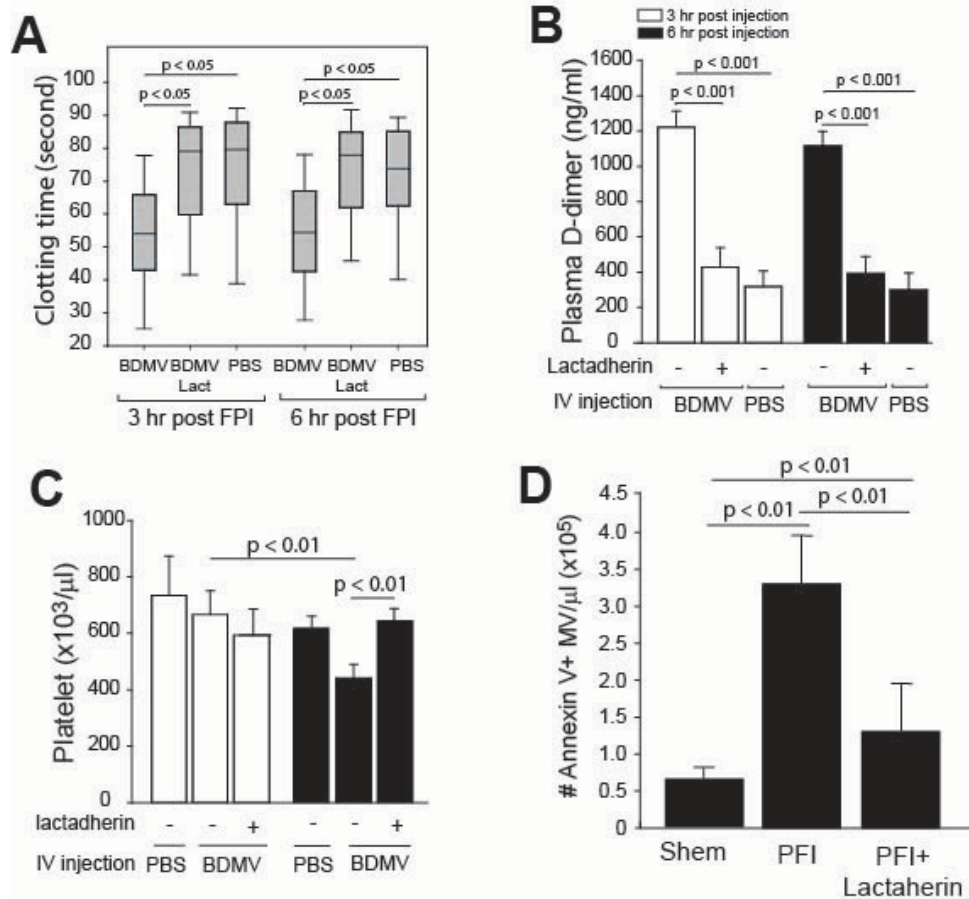 A
p < 0.05
p < 0.05
p < 0.05
p < 0.05
Clotting time (second)
100
90
80
70
60
50
40
30
20
BDMV BDMV PBS BDMV BDMV PBS
Lact Lact
3 hr post FPI 6 hr post FPI
B
3 hr post injection
6 hr post injection
p < 0.001
p < 0.001
p < 0.001
p < 0.001
Plasma D-dimer (ng/ml)
1600
1400
1200
1000
800
600
400
200
0
Lactadherin - + - - + -
IV injection BDMV PBS BDMV PBS
C
p < 0.01
p < 0.01
Platelet (x10³/µl)
1000
800
600
400
200
0
lactadherin - - + - - +
IV injection PBS BDMV PBS BDMV
D
p < 0.01
p < 0.01
p < 0.01
# Annexin V+ MV/µl (x10⁵)
4.5
4.0
3.5
3.0
2.5
2.0
1.5
1.0
0.5
0
Shem PFI PFI+
Lactaherin